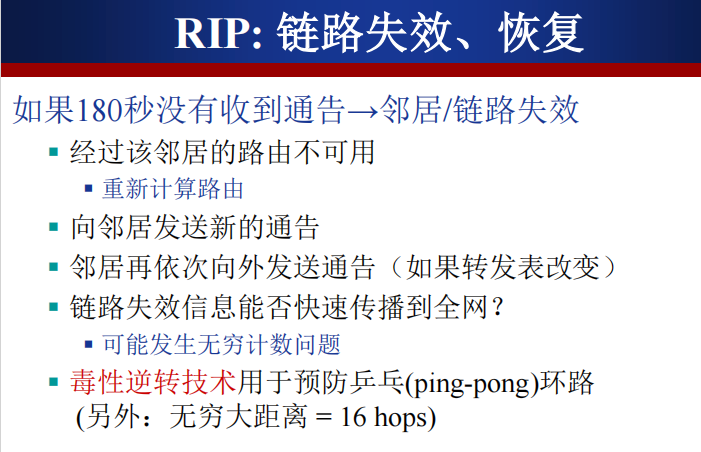 RIP: 链路失效、恢复
如果180秒没有收到通告→邻居/链路失效
经过该邻居的路由不可用
重新计算路由
向邻居发送新的通告
邻居再依次向外发送通告（如果转发表改变）
链路失效信息能否快速传播到全网？
可能发生无穷计数问题
毒性逆转技术用于预防乒乓(ping-pong)环路
(另外：无穷大距离 = 16 hops)